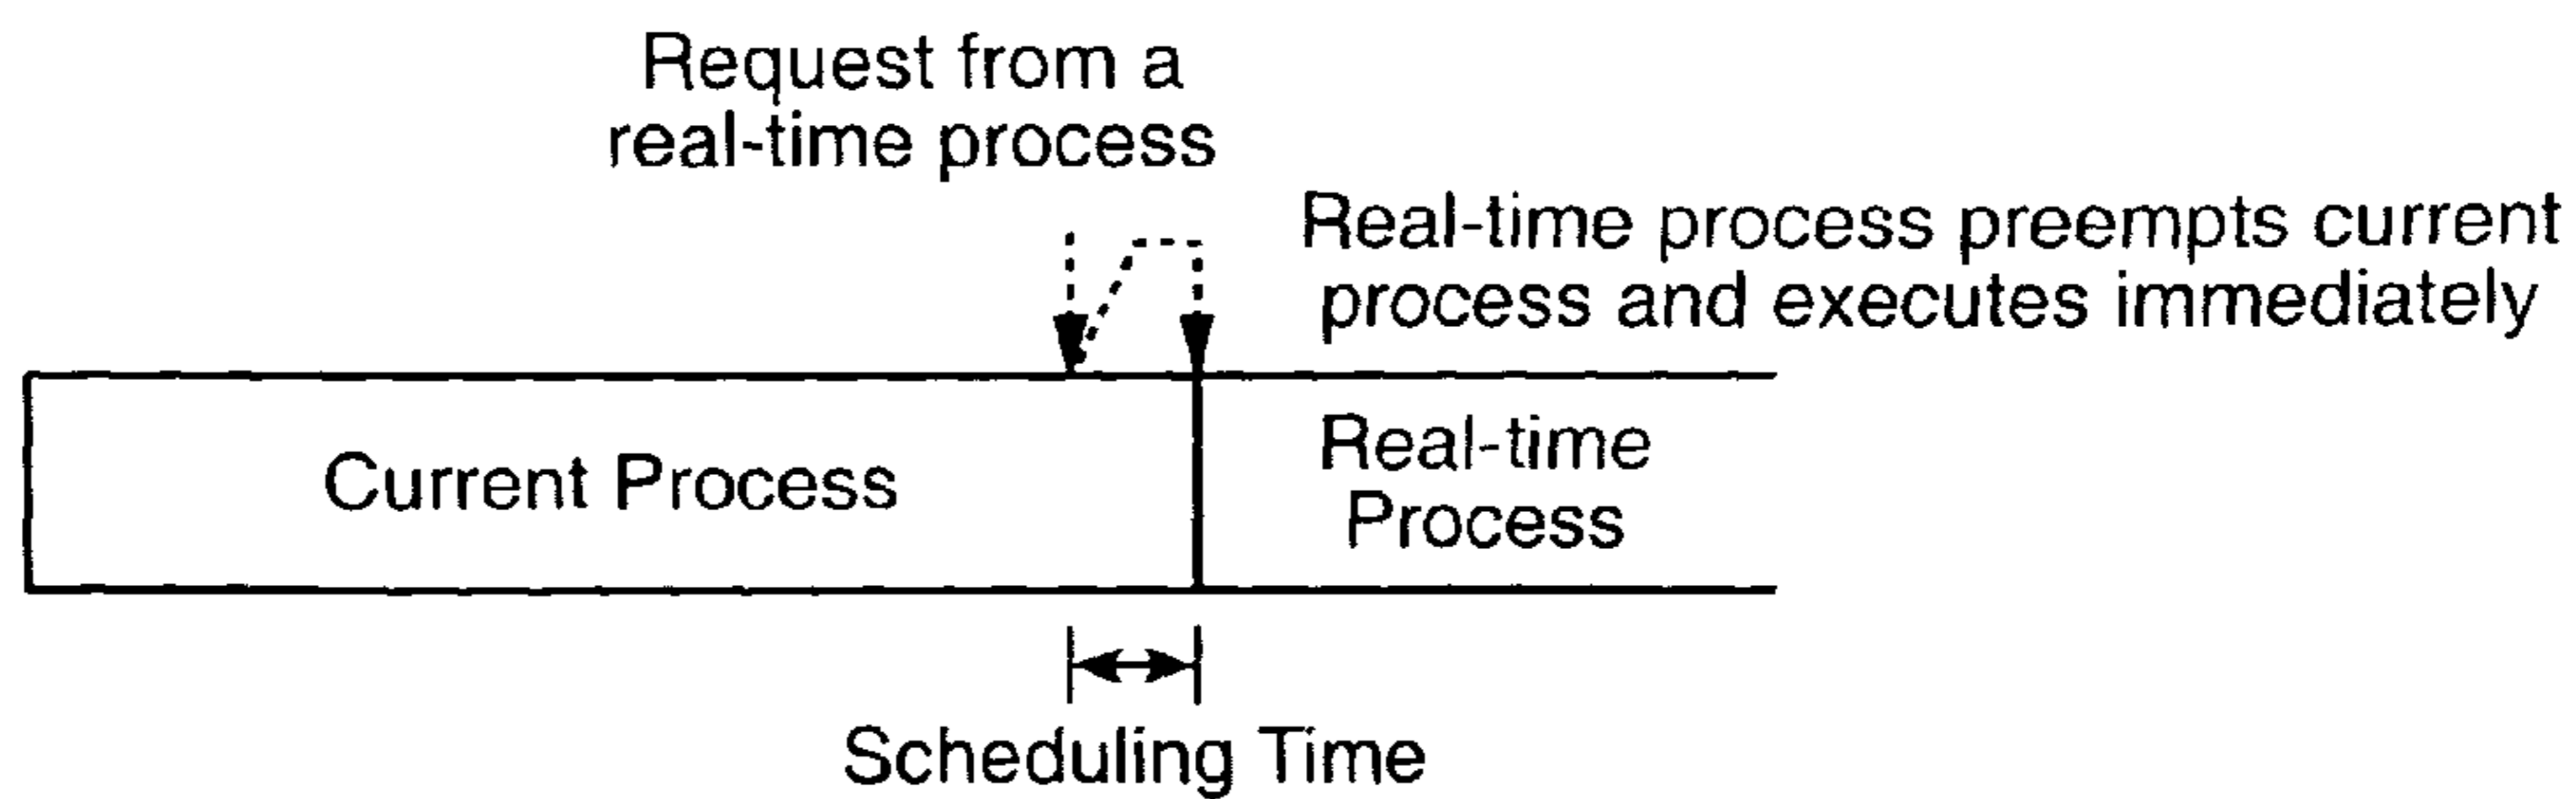 Request from a
real-time process
Real-time process preempts current
process and executes immediately
Current Process
Real-time
Process
Scheduling Time